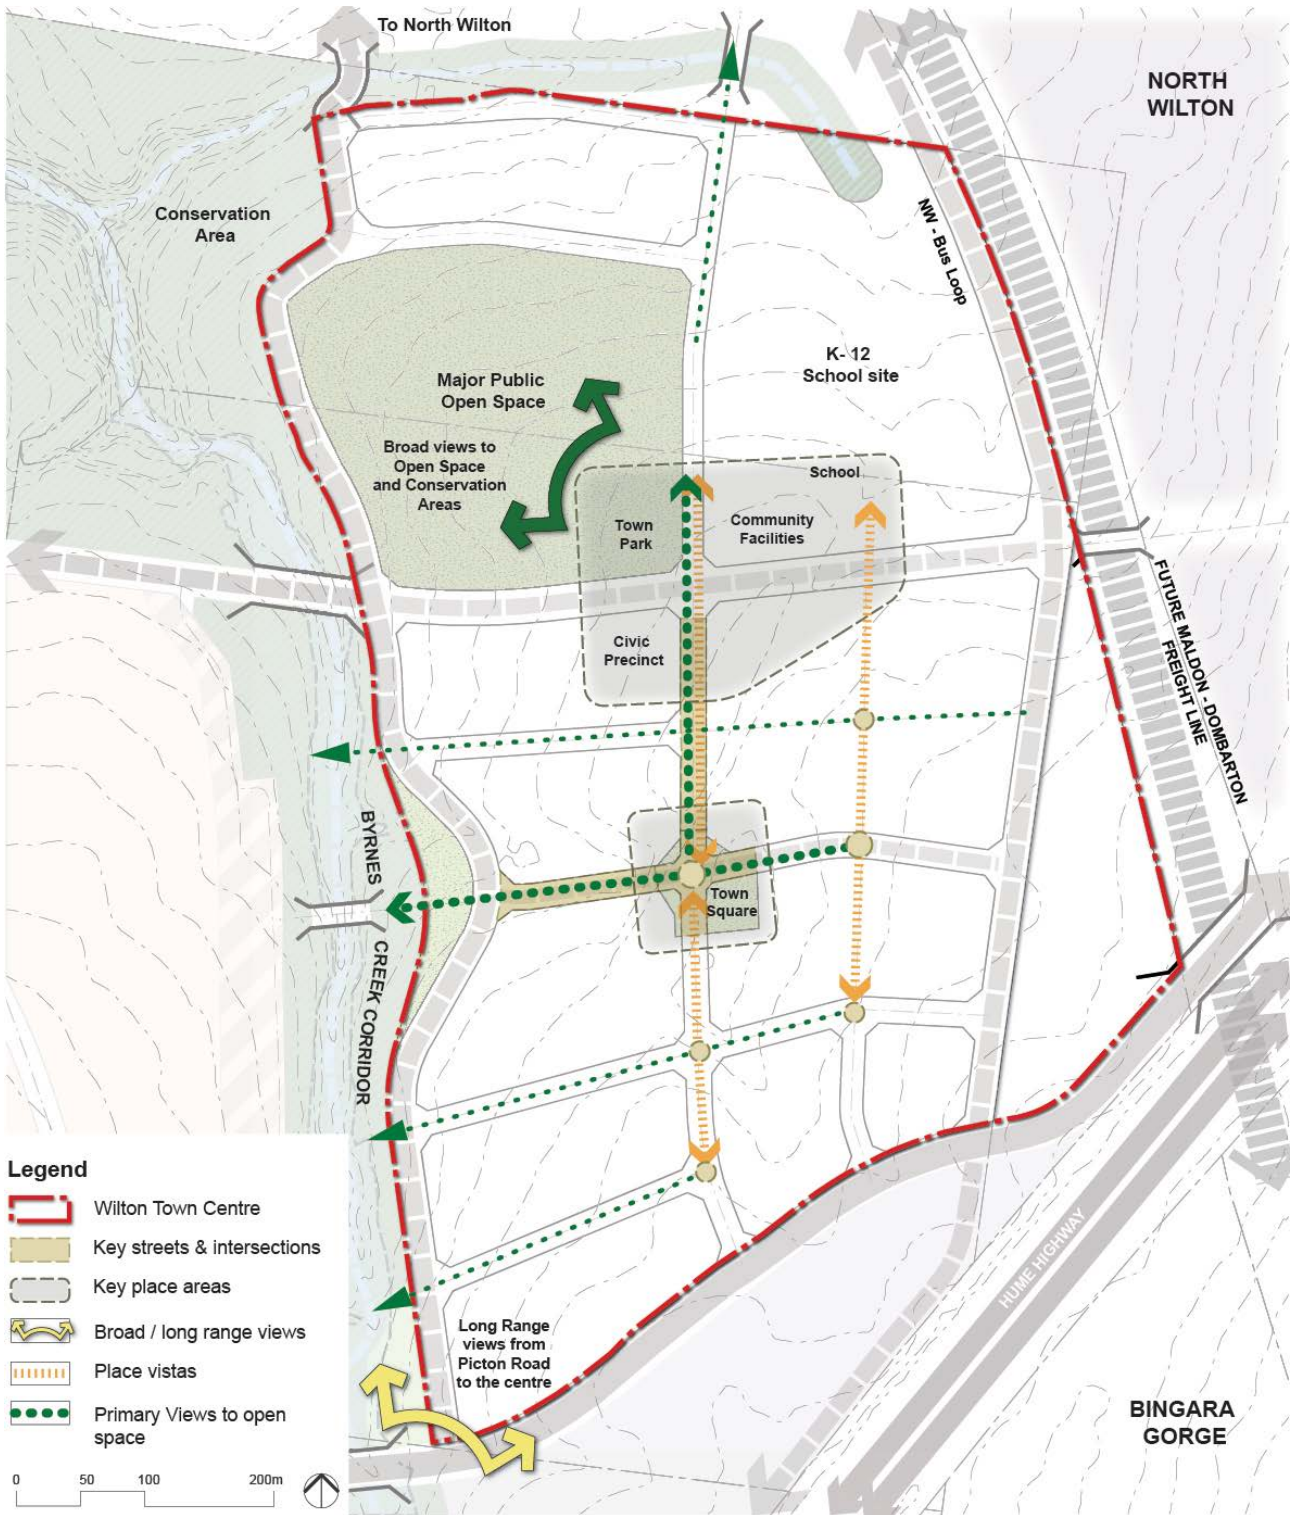 To North Wilton
NORTH
WILTON
Conservation
Area
NW - Bus Loop
K- 12
School site
Major Public
Open Space
Broad views to
Open Space
and Conservation
Areas
School
Town
Park
Community
Facilities
FUTURE MALDON - DOMBARTON
FREIGHT LINE
Civic
Precinct
BYRNES
CREEK CORRIDOR
Town
Square
HUME HIGHWAY
Long Range
views from
Picton Road
to the centre
BINGARA
GORGE
Legend
Wilton Town Centre
Key streets & intersections
Key place areas
Broad / long range views
Place vistas
Primary Views to open
space
0 50 100 200m